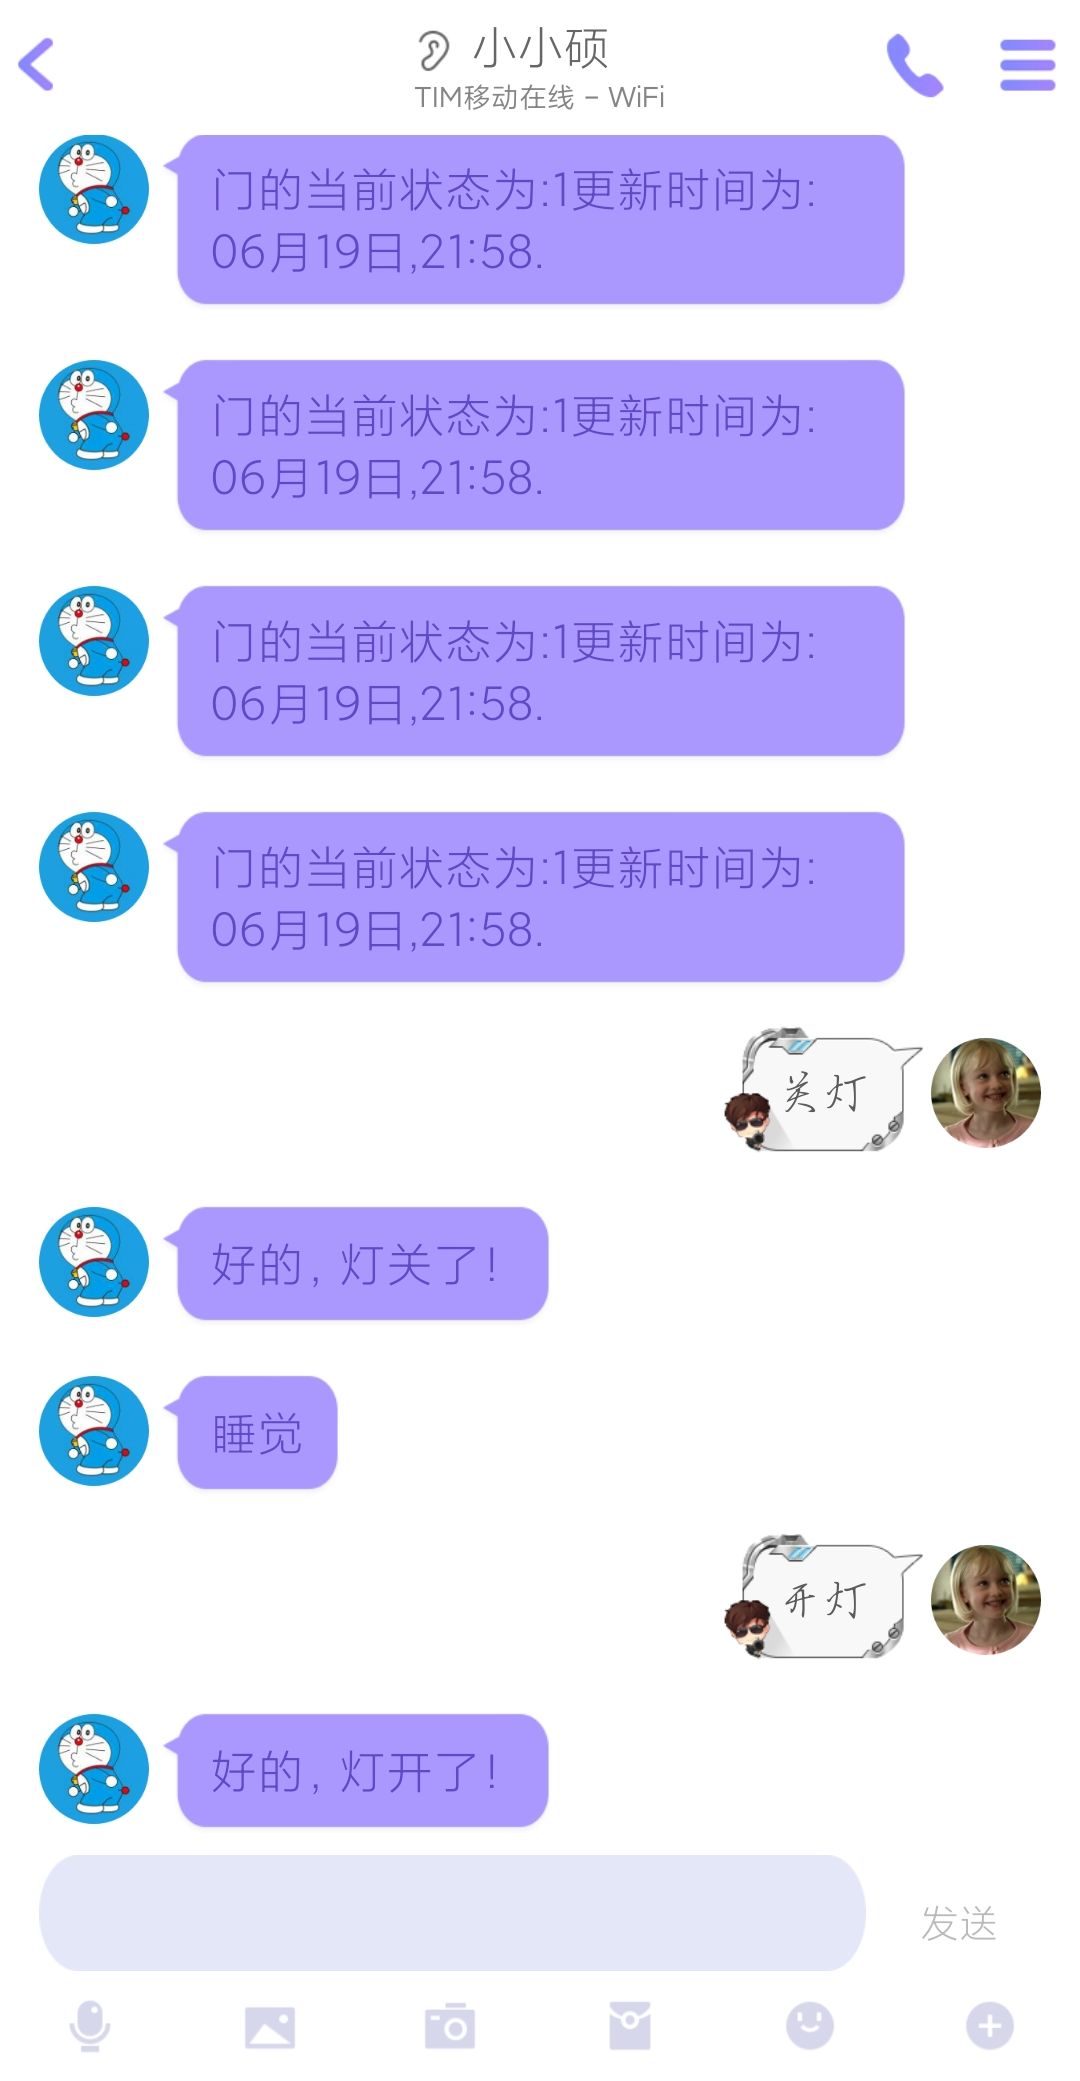 小小硕
TIM移动在线 - WiFi
门的当前状态为:1更新时间为:
06月19日,21:58.
门的当前状态为:1更新时间为:
06月19日,21:58.
门的当前状态为:1更新时间为:
06月19日,21:58.
门的当前状态为:1更新时间为:
06月19日,21:58.
关灯
好的, 灯关了!
睡觉
开灯
好的, 灯开了!
发送